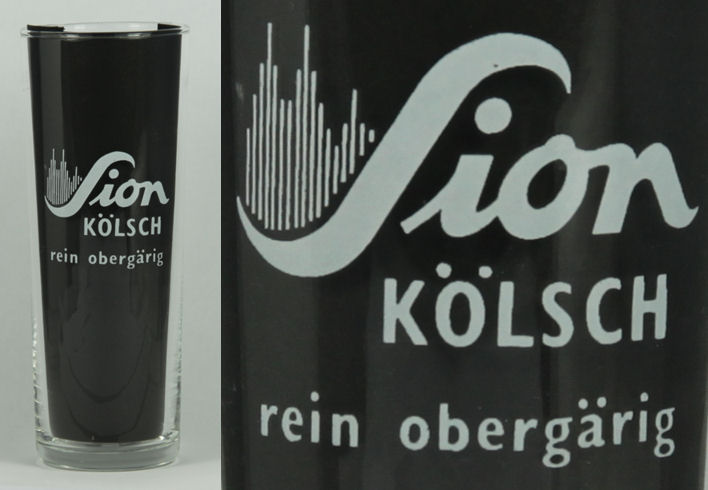 Sion
KÖLSCH
rein obergärig
Sion
KÖLSCH
rein obergärig